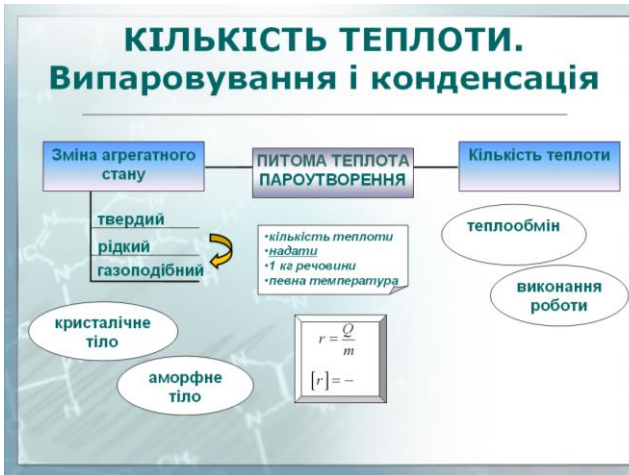 КІЛЬКІСТЬ ТЕПЛОТИ.
Випаровування і конденсація
Зміна агрегатного
стану
ПИТОМА ТЕПЛОТА
ПАРОУТВОРЕННЯ
Кількість теплоти
твердий
рідкий
газоподібний
•кількість теплоти
•надати
•1 кг речовини
•певна температура
теплообмін
виконання
роботи
кристалічне
тіло
аморфне
тіло
r = Q/m
[r] = −